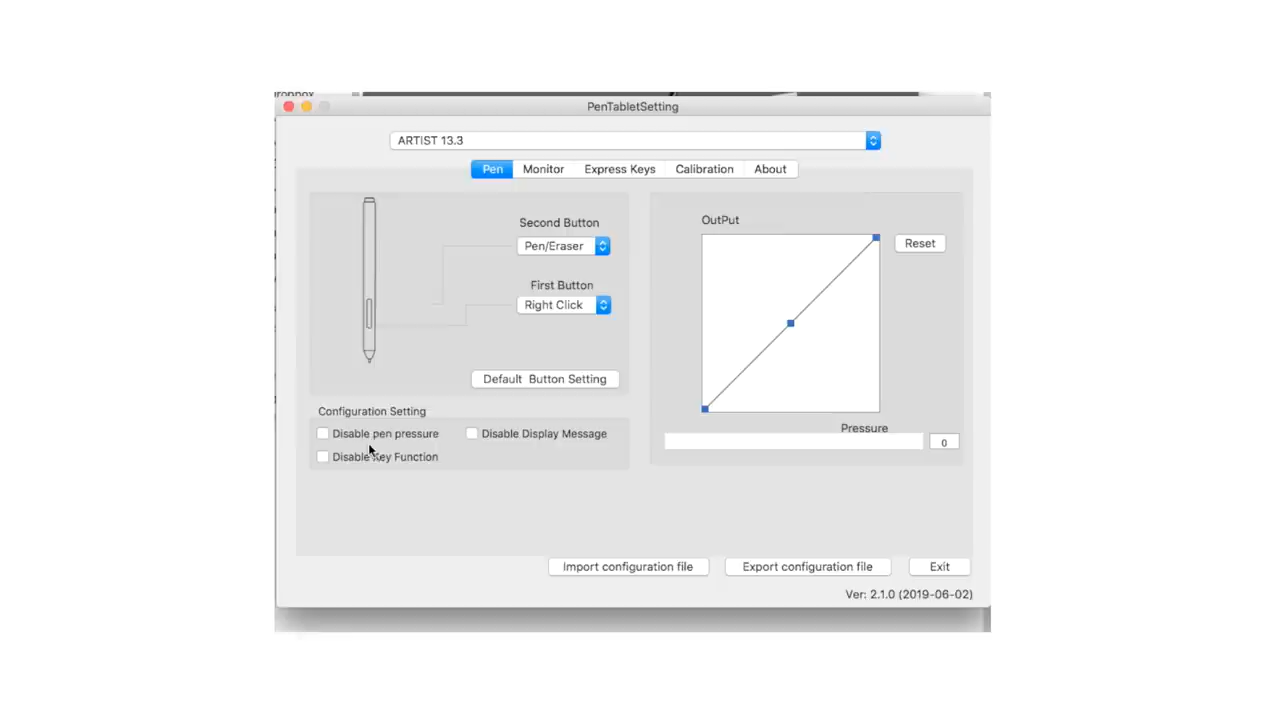 PenTabletSetting
ARTIST 13.3
Pen Monitor Express Keys Calibration About
Second Button
Pen/Eraser
First Button
Right Click
Default Button Setting
Configuration Setting
Disable pen pressure Disable Display Message
Disable Key Function
OutPut
Reset
Pressure
0
Import configuration file Export configuration file Exit
Ver: 2.1.0 (2019-06-02)